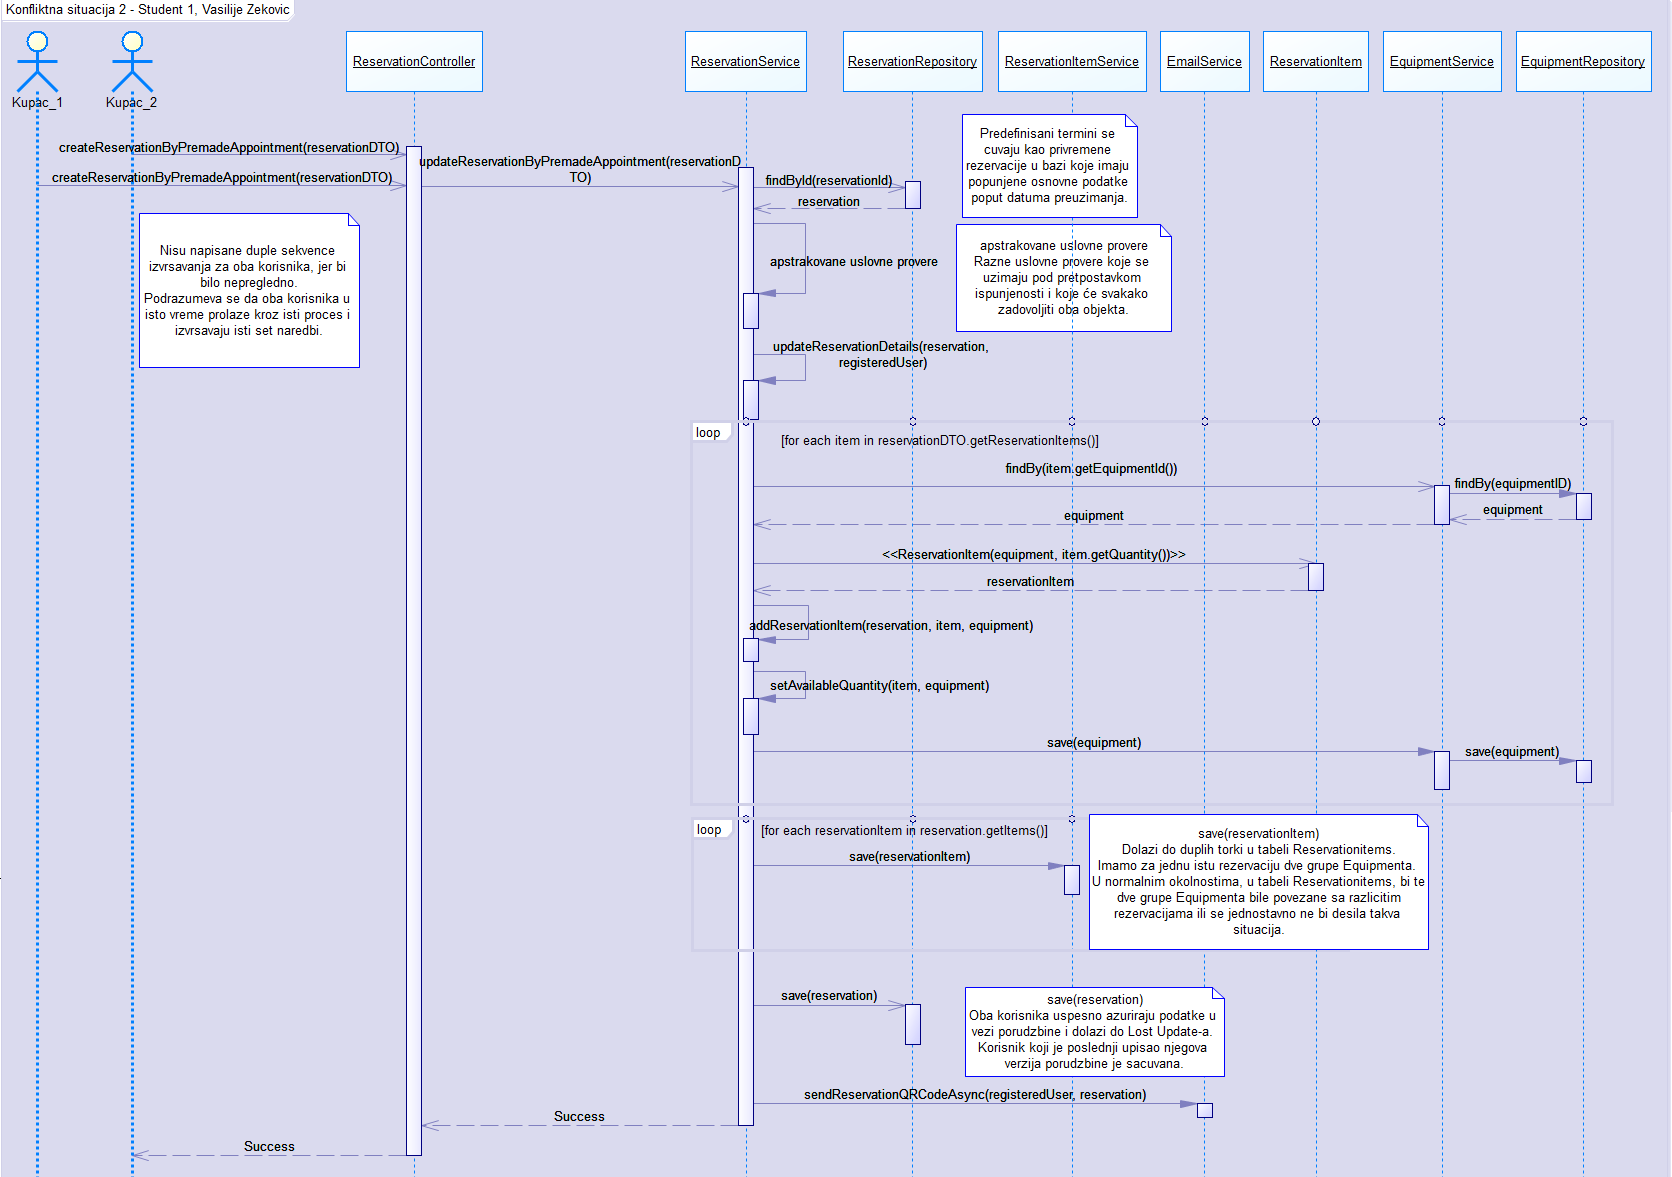 Konfliktna situacija 2 - Student 1, Vasilije Zekovic
Kupac_1
Kupac_2
ReservationController
ReservationService
ReservationRepository
ReservationItemService
EmailService
ReservationItem
EquipmentService
EquipmentRepository
createReservationByPremadeAppointment(reservationDTO)
createReservationByPremadeAppointment(reservationDTO)
updateReservationByPremadeAppointment(reservationD
TO)
findById(reservationId)
reservation
Predefinisani termini se
cuvaju kao privremene
rezervacije u bazi koje imaju
popunjene osnovne podatke
poput datuma preuzimanja.
Nisu napisane duple sekvence
izvrsavanja za oba korisnika, jer bi
bilo nepregledno.
Podrazumeva se da oba korisnika u
isto vreme prolaze kroz isti proces i
izvrsavaju isti set naredbi.
apstrakovane uslovne provere
apstrakovane uslovne provere
Razne uslovne provere koje se
uzimaju pod pretpostavkom
ispunjenosti i koje će svakako
zadovoljiti oba objekta.
updateReservationDetails(reservation,
registeredUser)
loop
[for each item in reservationDTO.getReservationItems()]
findBy(item.getEquipmentId())
findBy(equipmentID)
equipment
equipment
<<ReservationItem(equipment, item.getQuantity())>>
reservationItem
addReservationItem(reservation, item, equipment)
setAvailableQuantity(item, equipment)
save(equipment)
save(equipment)
loop
[for each reservationItem in reservation.getItems()]
save(reservationItem)
save(reservationItem)
Dolazi do duplih torki u tabeli Reservationitems.
Imamo za jednu istu rezervaciju dve grupe Equipmenta.
U normalnim okolnostima, u tabeli Reservationitems, bi te
dve grupe Equipmenta bile povezane sa razlicitim
rezervacijama ili se jednostavno ne bi desila takva
situacija.
save(reservation)
save(reservation)
Oba korisnika uspesno azuriraju podatke u
vezi porudzbine i dolazi do Lost Update-a.
Korisnik koji je poslednji upisao njegova
verzija porudzbine je sacuvana.
sendReservationQRCodeAsync(registeredUser, reservation)
Success
Success